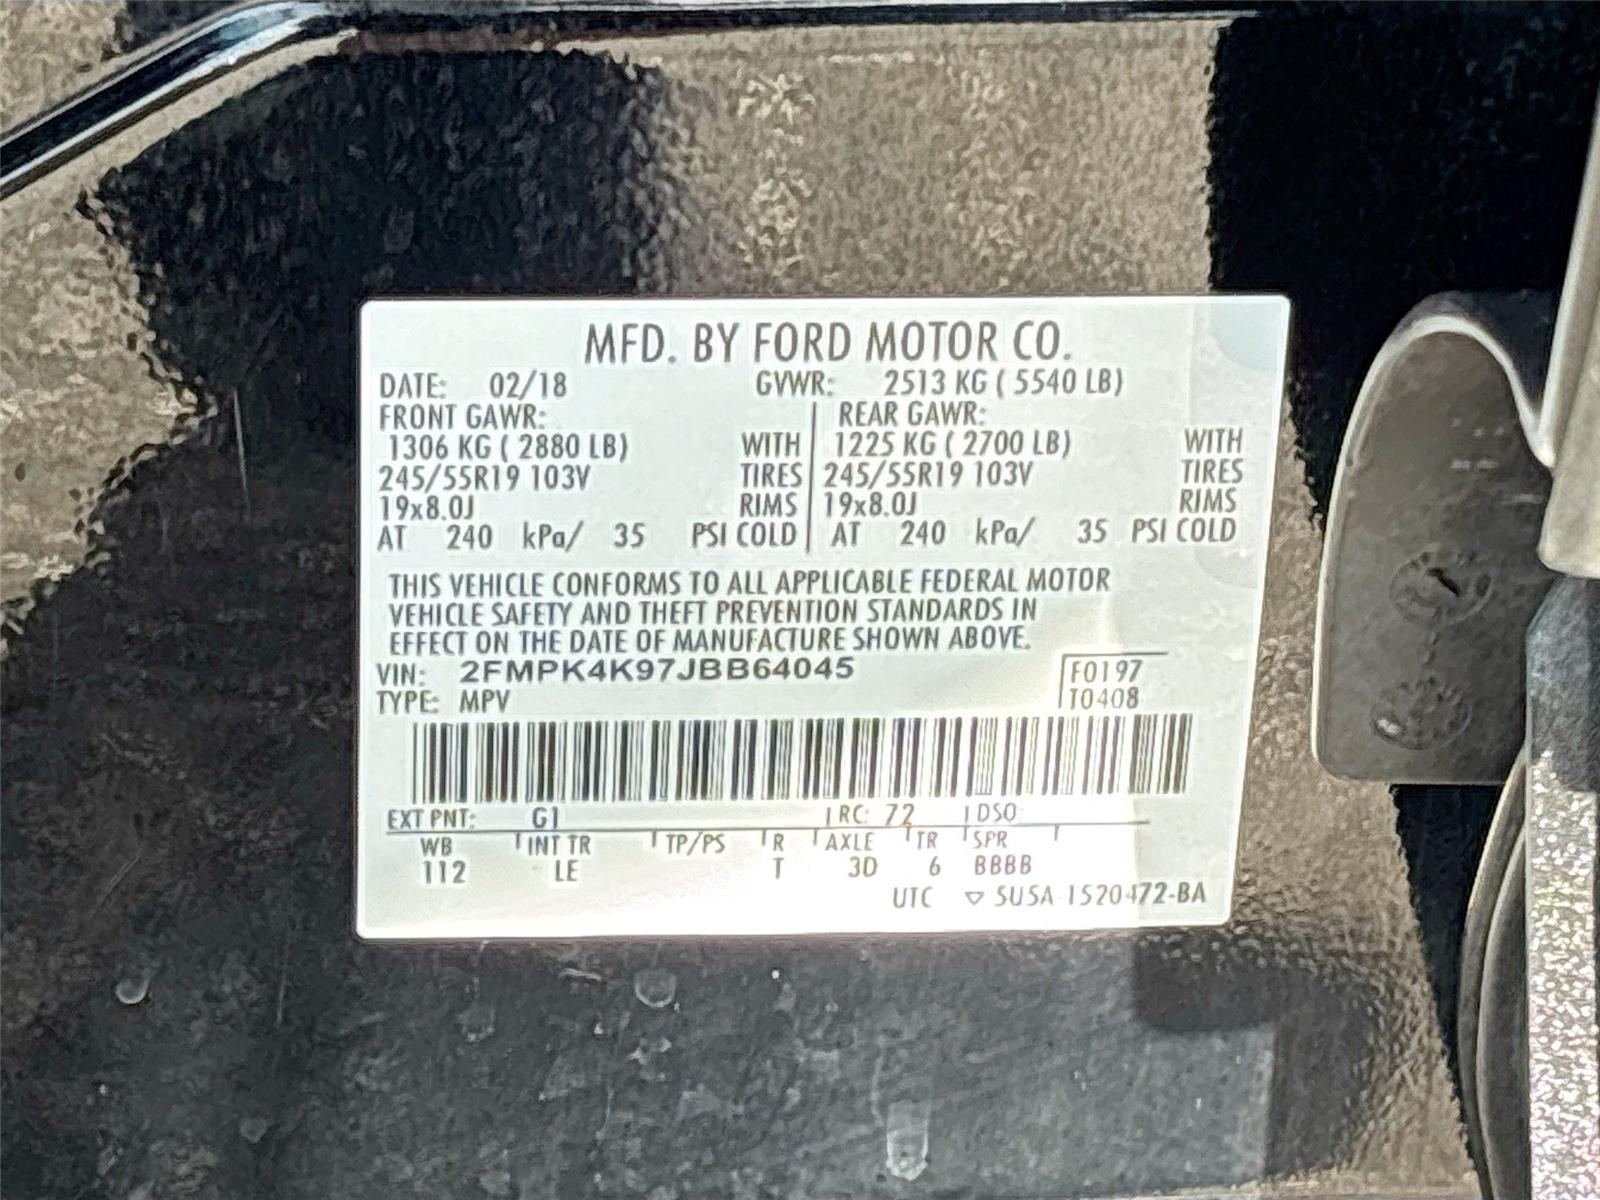 MFD. BY FORD MOTOR CO.
DATE: 02/18 GVWR: 2513 KG ( 5540 LB)
FRONT GAWR: REAR GAWR:
1306 KG ( 2880 LB) WITH 1225 KG ( 2700 LB) WITH
245/55R19 103V TIRES 245/55R19 103V TIRES
19x8.0J RIMS 19x8.0J RIMS
AT 240 kPa/ 35 PSI COLD AT 240 kPa/ 35 PSI COLD
THIS VEHICLE CONFORMS TO ALL APPLICABLE FEDERAL MOTOR
VEHICLE SAFETY AND THEFT PREVENTION STANDARDS IN
EFFECT ON THE DATE OF MANUFACTURE SHOWN ABOVE.
VIN: 2FMPK4K97JBB64045 F0197
TYPE: MPV T0408
EXT PNT: G1 RC: 72 DSO:
WB INT TR TP/PS R AXLE TR SPR
112 LE T 3D 6 BBBB
UTC ▽ 5U5A 1520472-BA